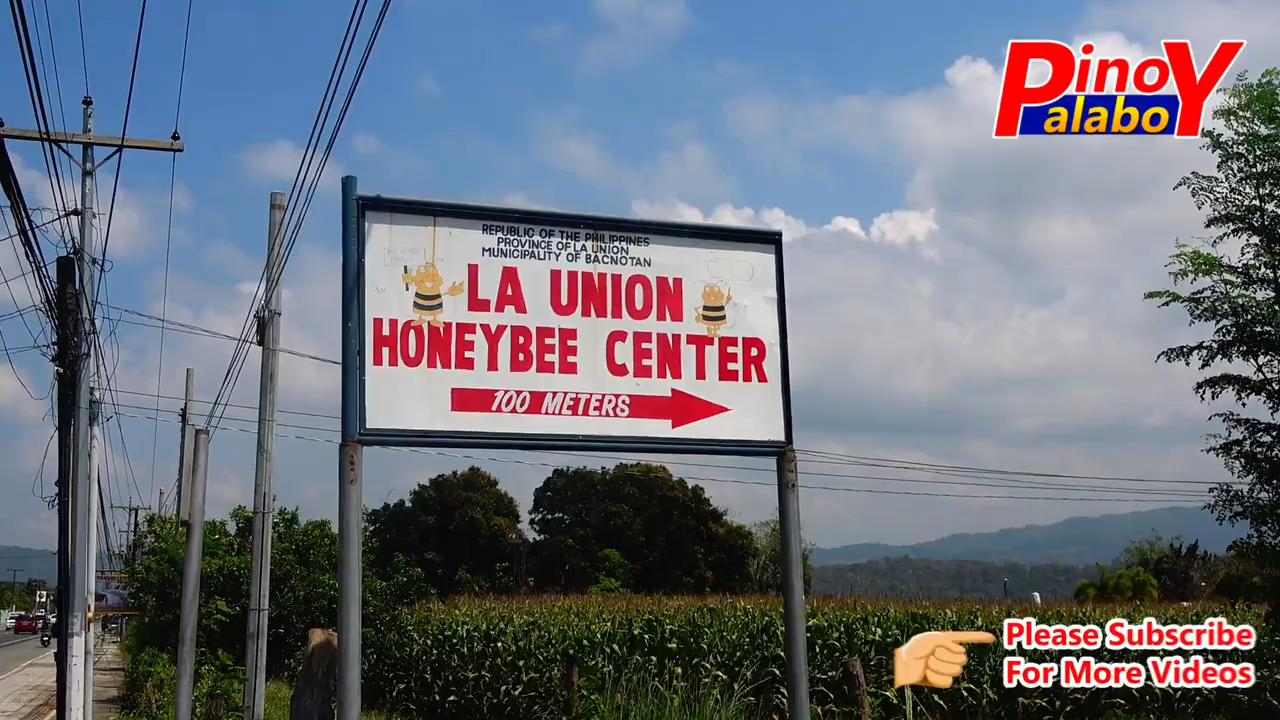 PinoY
Palaboy
REPUBLIC OF THE PHILIPPINES
PROVINCE OF LA UNION
MUNICIPALITY OF BACNOTAN
LA UNION
HONEYBEE CENTER
100 METERS
Please Subscribe
For More Videos